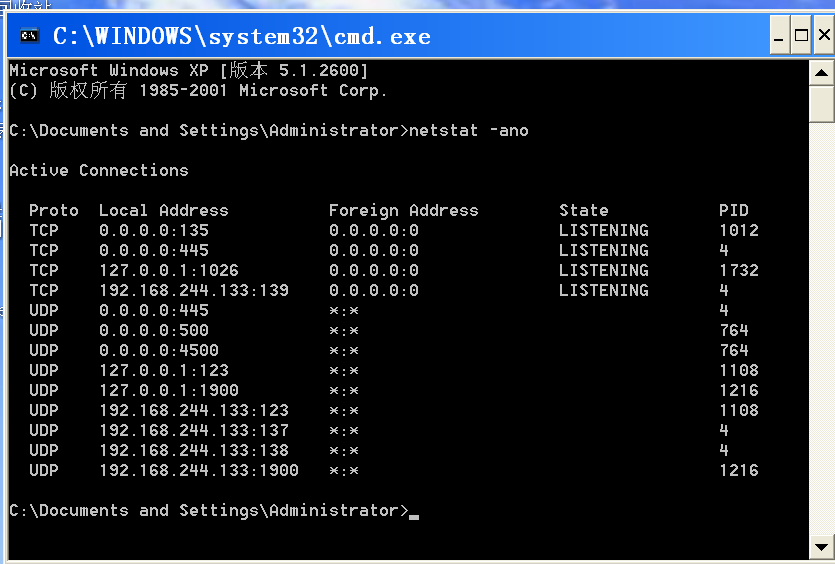 回收站
C:\WINDOWS\system32\cmd.exe
Microsoft Windows XP [版本 5.1.2600]
(C) 版权所有 1985-2001 Microsoft Corp.
C:\Documents and Settings\Administrator>netstat -ano
Active Connections
Proto  Local Address          Foreign Address        State           PID
TCP    0.0.0.0:135            0.0.0.0:0              LISTENING       1012
TCP    0.0.0.0:445            0.0.0.0:0              LISTENING       4
TCP    127.0.0.1:1026         0.0.0.0:0              LISTENING       1732
TCP    192.168.244.133:139    0.0.0.0:0              LISTENING       4
UDP    0.0.0.0:445            *:*                                    4
UDP    0.0.0.0:500            *:*                                    764
UDP    0.0.0.0:4500           *:*                                    764
UDP    127.0.0.1:123          *:*                                    1108
UDP    127.0.0.1:1900         *:*                                    1216
UDP    192.168.244.133:123    *:*                                    1108
UDP    192.168.244.133:137    *:*                                    4
UDP    192.168.244.133:138    *:*                                    4
UDP    192.168.244.133:1900   *:*                                    1216
C:\Documents and Settings\Administrator>_